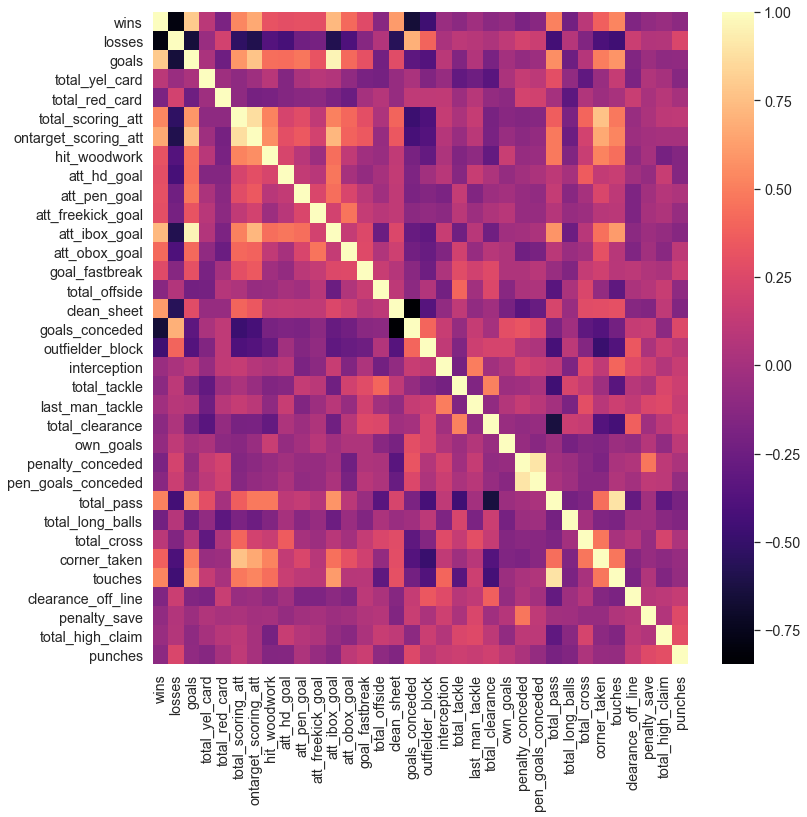 wins
losses
goals
total_yel_card
total_red_card
total_scoring_att
ontarget_scoring_att
hit_woodwork
att_hd_goal
att_pen_goal
att_freekick_goal
att_ibox_goal
att_obox_goal
goal_fastbreak
total_offside
clean_sheet
goals_conceded
outfielder_block
interception
total_tackle
last_man_tackle
total_clearance
own_goals
penalty_conceded
pen_goals_conceded
total_pass
total_long_balls
total_cross
corner_taken
touches
clearance_off_line
penalty_save
total_high_claim
punches
wins
losses
goals
total_yel_card
total_red_card
total_scoring_att
ontarget_scoring_att
hit_woodwork
att_hd_goal
att_pen_goal
att_freekick_goal
att_ibox_goal
att_obox_goal
goal_fastbreak
total_offside
clean_sheet
goals_conceded
outfielder_block
interception
total_tackle
last_man_tackle
total_clearance
own_goals
penalty_conceded
pen_goals_conceded
total_pass
total_long_balls
total_cross
corner_taken
touches
clearance_off_line
penalty_save
total_high_claim
punches
1.00
0.75
0.50
0.25
0.00
−0.25
−0.50
−0.75